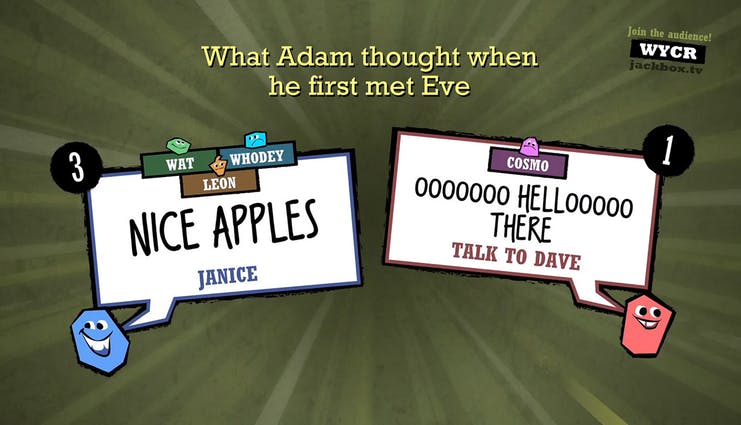 Join the audience!
WYCR
jackbox.tv
What Adam thought when
he first met Eve
3
WAT
WHODEY
LEON
NICE APPLES
JANICE
1
COSMO
OOOOOOO HELLOOOOO
THERE
TALK TO DAVE